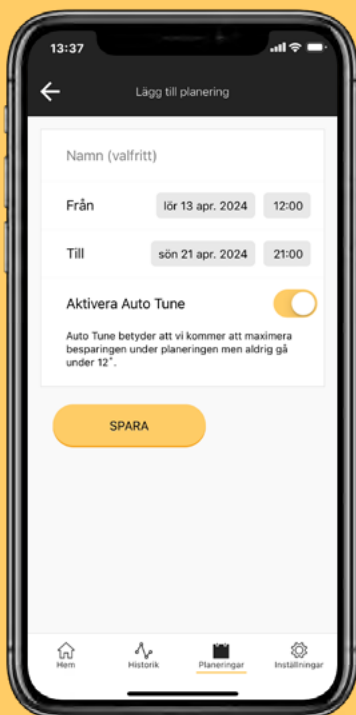 13:37
Lägg till planering
Namn (valfritt)
Från lör 13 apr. 2024 12:00
Till sön 21 apr. 2024 21:00
Aktivera Auto Tune
Auto Tune betyder att vi kommer att maximera
besparingen under planeringen men aldrig gå
under 12°.
SPARA
Hem Historik Planeringar Inställningar